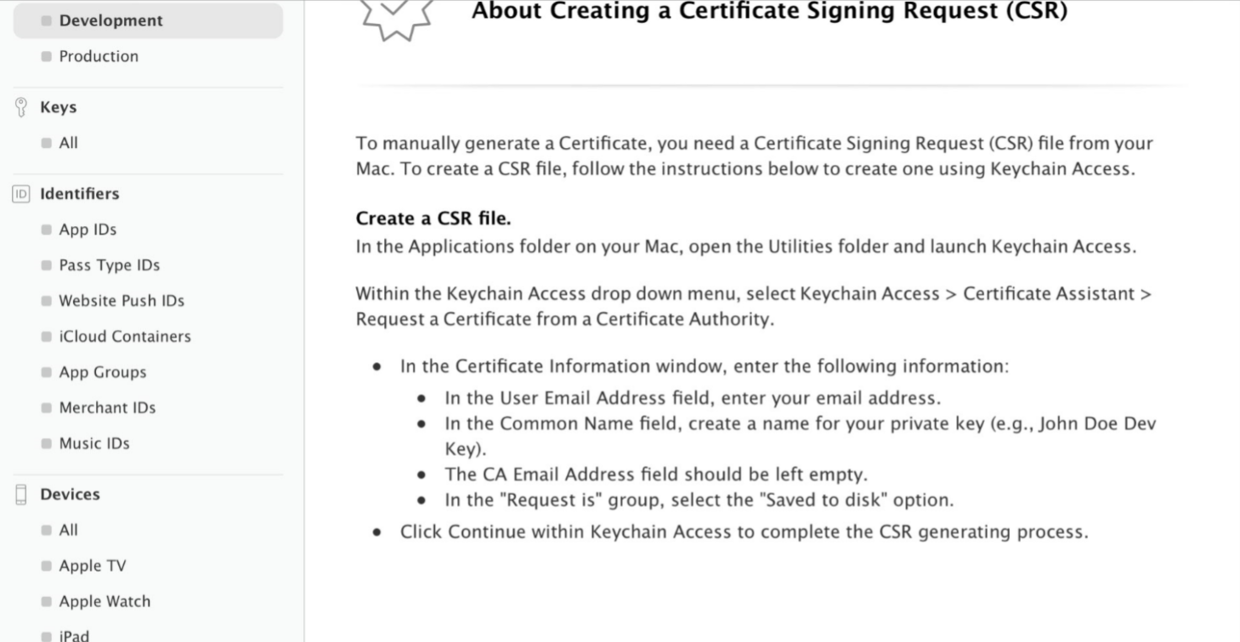 Development
Production
Keys
All
Identifiers
ID
App IDs
Pass Type IDs
Website Push IDs
iCloud Containers
App Groups
Merchant IDs
Music IDs
Devices
All
Apple TV
Apple Watch
iPad
About Creating a Certificate Signing Request (CSR)
To manually generate a Certificate, you need a Certificate Signing Request (CSR) file from your
Mac. To create a CSR file, follow the instructions below to create one using Keychain Access.
Create a CSR file.
In the Applications folder on your Mac, open the Utilities folder and launch Keychain Access.
Within the Keychain Access drop down menu, select Keychain Access > Certificate Assistant >
Request a Certificate from a Certificate Authority.
• In the Certificate Information window, enter the following information:
• In the User Email Address field, enter your email address.
• In the Common Name field, create a name for your private key (e.g., John Doe Dev
Key).
• The CA Email Address field should be left empty.
• In the "Request is" group, select the "Saved to disk" option.
• Click Continue within Keychain Access to complete the CSR generating process.